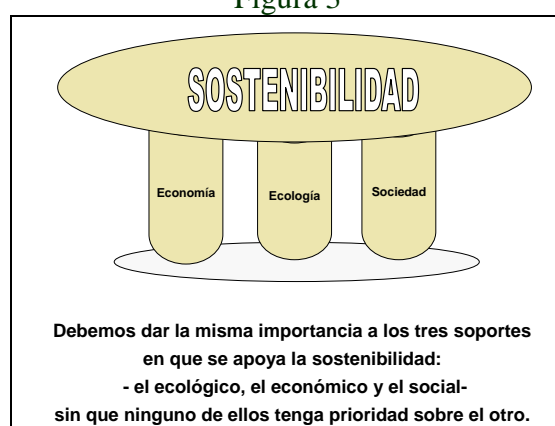 Figura 3
SOSTENIBILIDAD
Economía
Ecología
Sociedad
Debemos dar la misma importancia a los tres soportes
en que se apoya la sostenibilidad:
- el ecológico, el económico y el social-
sin que ninguno de ellos tenga prioridad sobre el otro.